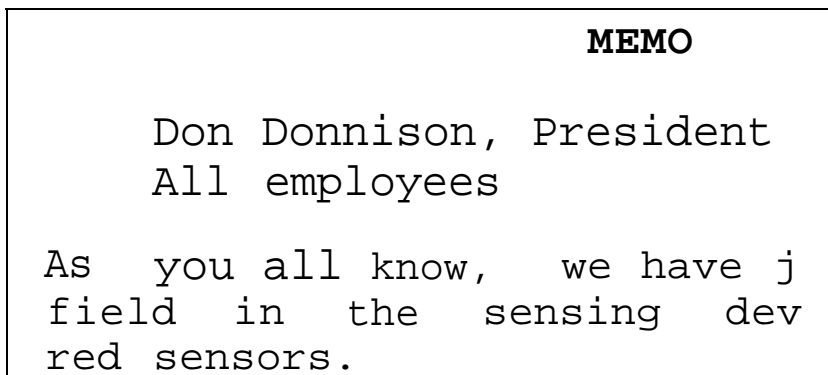 MEMO
Don Donnison, President
All employees
As you all know, we have j
field in the sensing dev
red sensors.